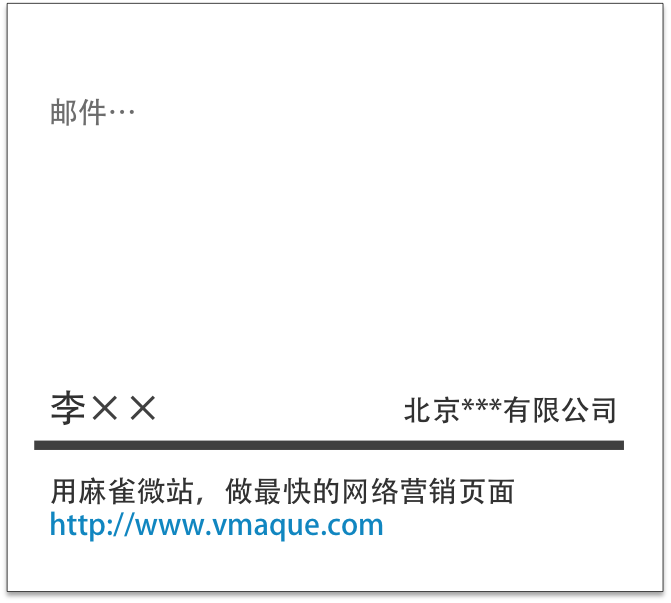 邮件…
李×× 北京***有限公司
用麻雀微站，做最快的网络营销页面
http://www.vmaque.com